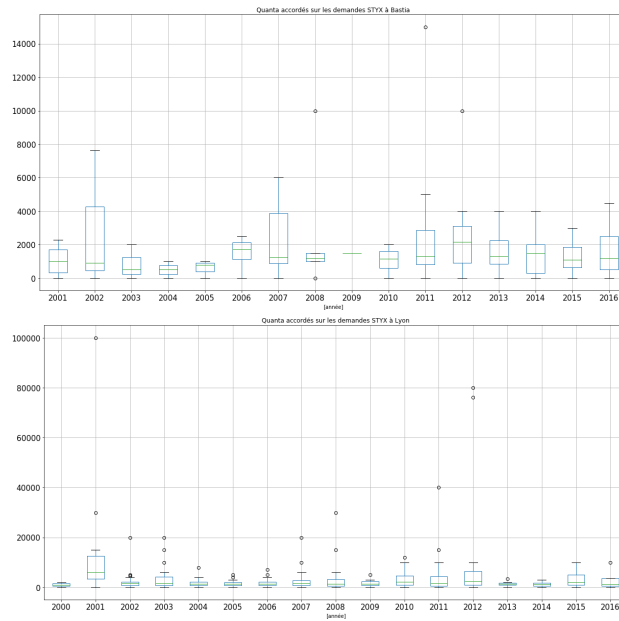 Quanta accordés sur les demandes STYX à Bastia
14000
12000
10000
8000
6000
4000
2000
0
2001 2002 2003 2004 2005 2006 2007 2008 2009 2010 2011 2012 2013 2014 2015 2016
[année]
Quanta accordés sur les demandes STYX à Lyon
100000
80000
60000
40000
20000
0
2000 2001 2002 2003 2004 2005 2006 2007 2008 2009 2010 2011 2012 2013 2014 2015 2016
[année]